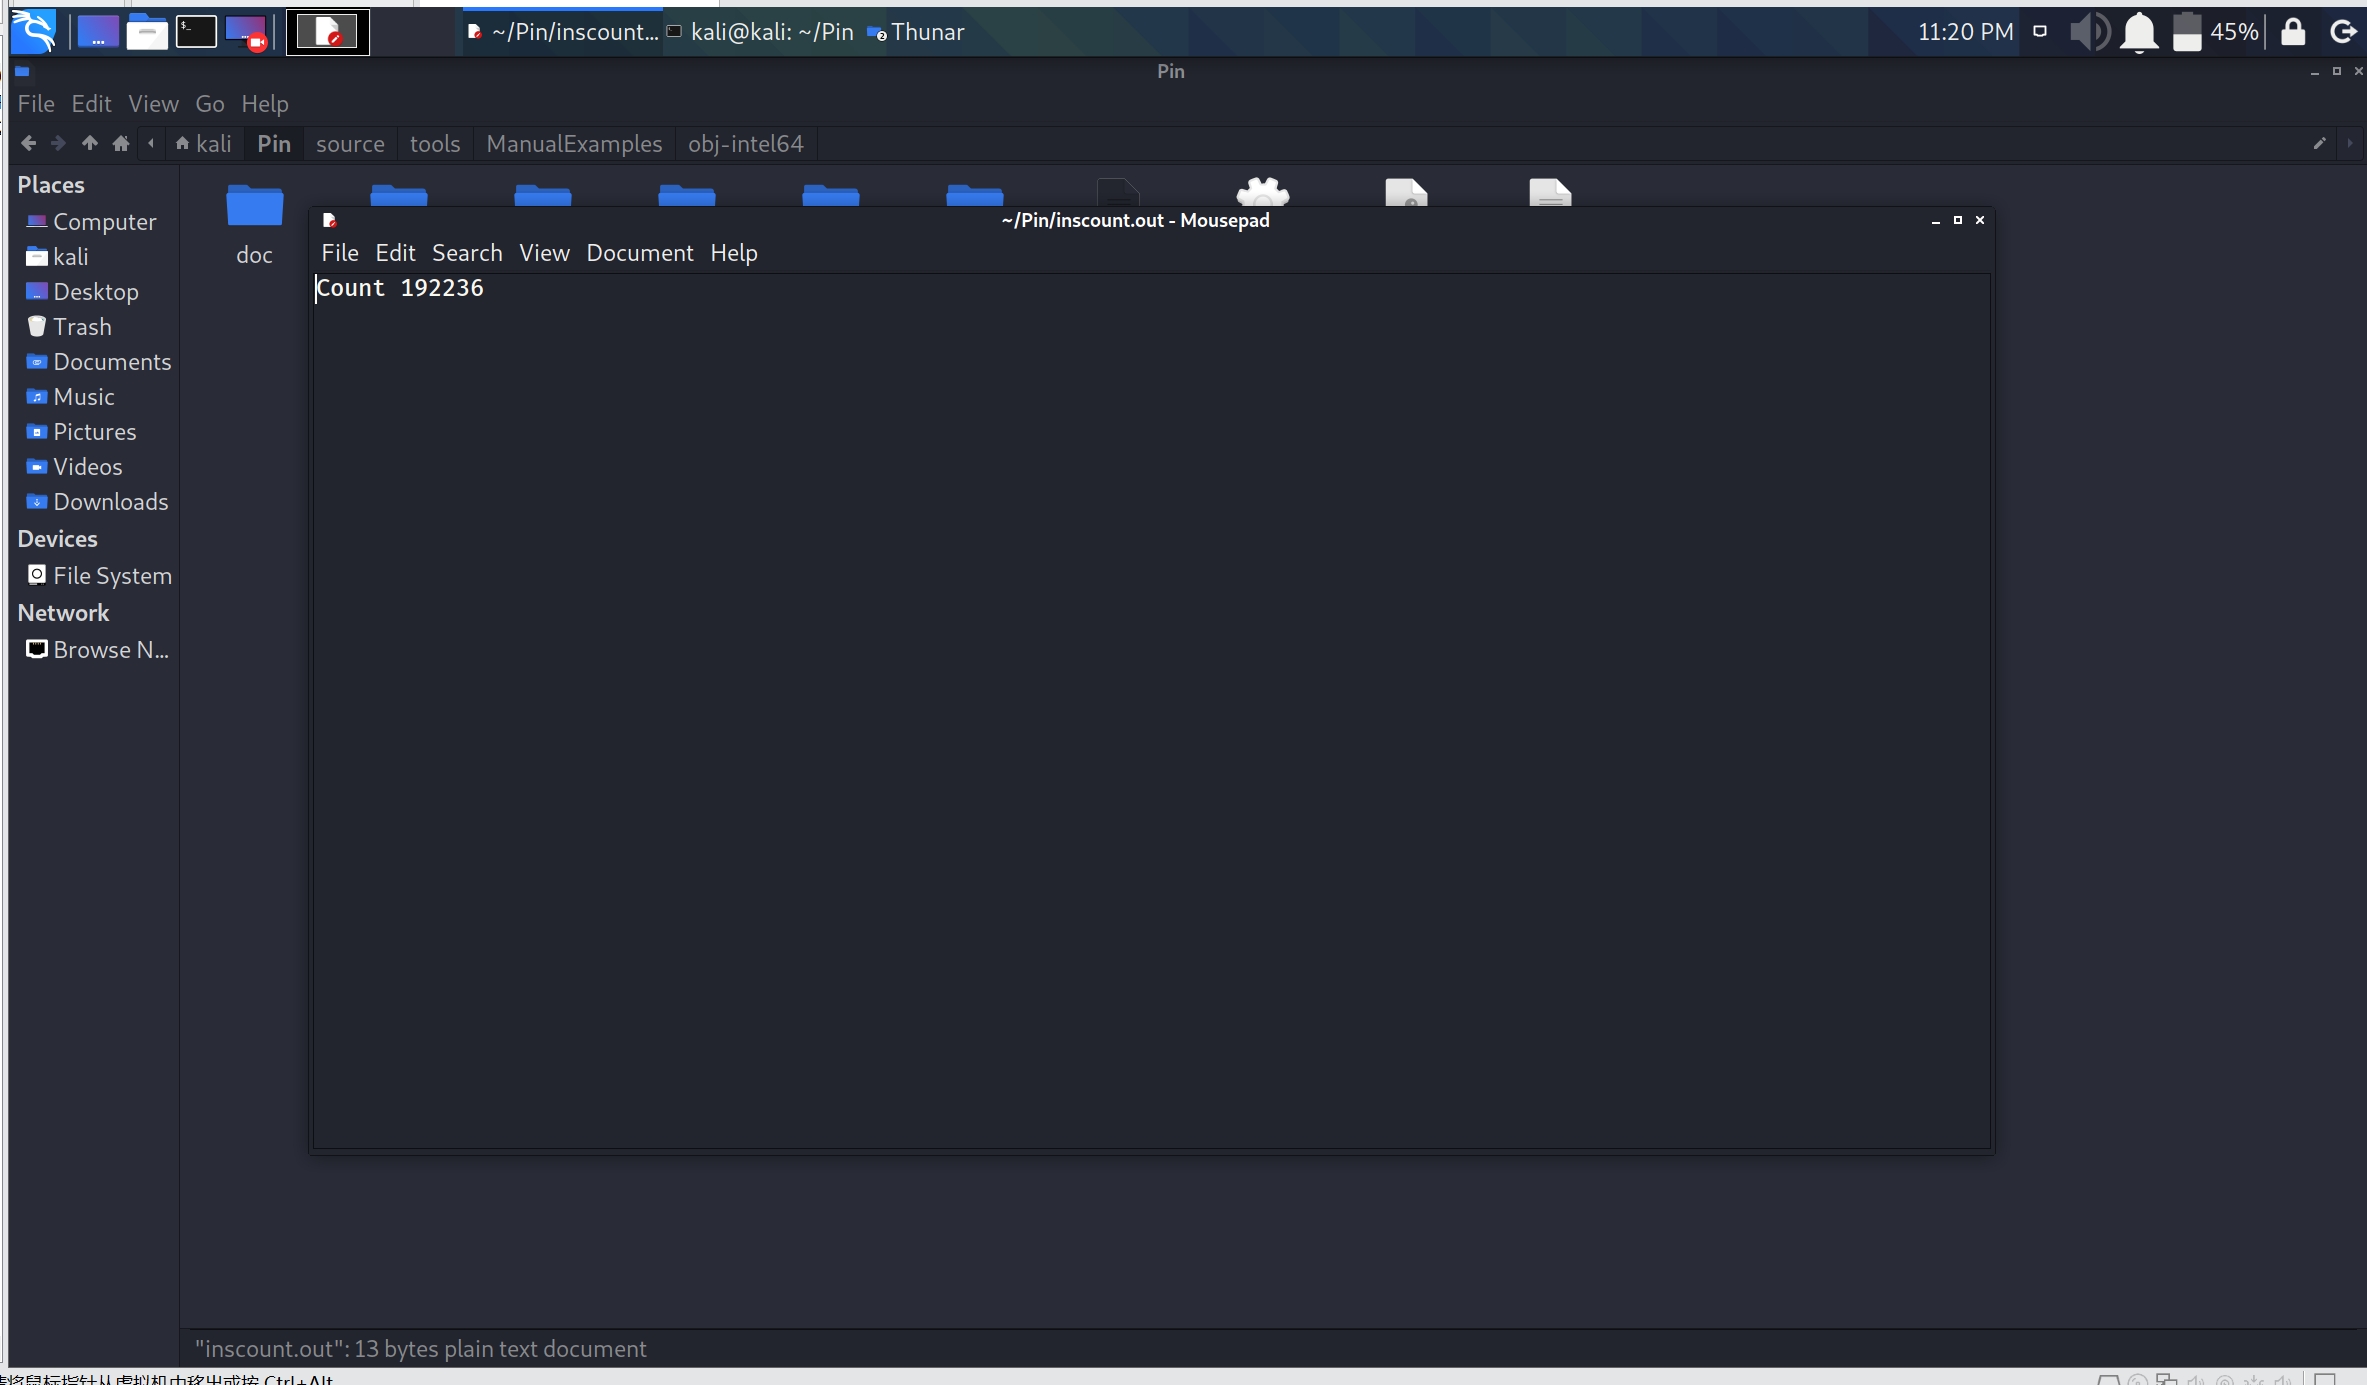 ~/Pin/inscount... kali@kali: ~/Pin Thunar 11:20 PM 45%
Pin
File Edit View Go Help
kali Pin source tools ManualExamples obj-intel64
Places
Computer
kali
Desktop
Trash
Documents
Music
Pictures
Videos
Downloads
Devices
File System
Network
Browse N...
doc
~/Pin/inscount.out - Mousepad
File Edit Search View Document Help
Count 192236
"inscount.out": 13 bytes plain text document
将鼠标指针从虚拟机中移出或按 Ctrl+Alt